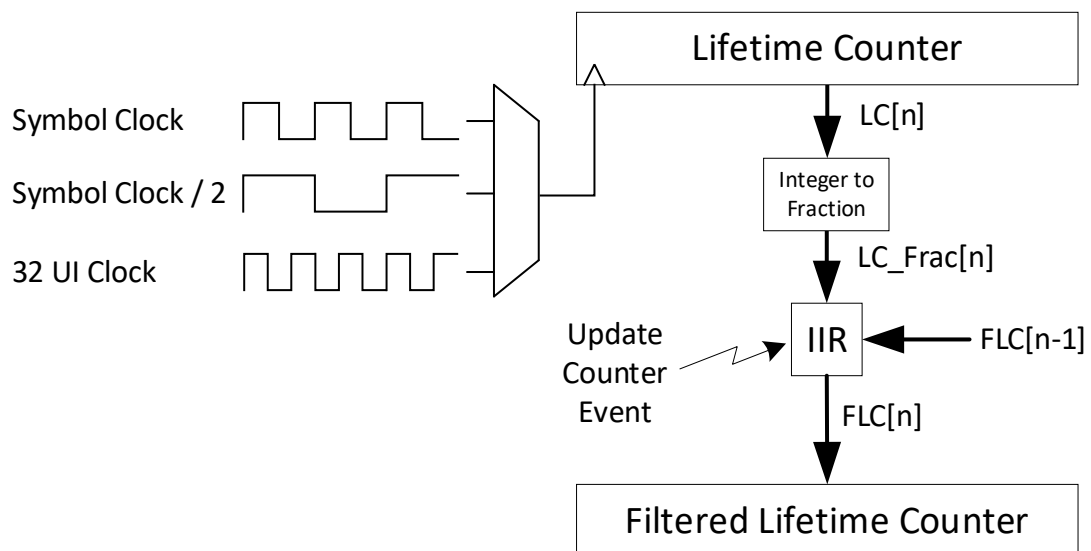 Lifetime Counter
Symbol Clock
LC[n]
Symbol Clock / 2
Integer to
Fraction
32 UI Clock
LC_Frac[n]
Update
Counter
Event
IIR
FLC[n-1]
FLC[n]
Filtered Lifetime Counter